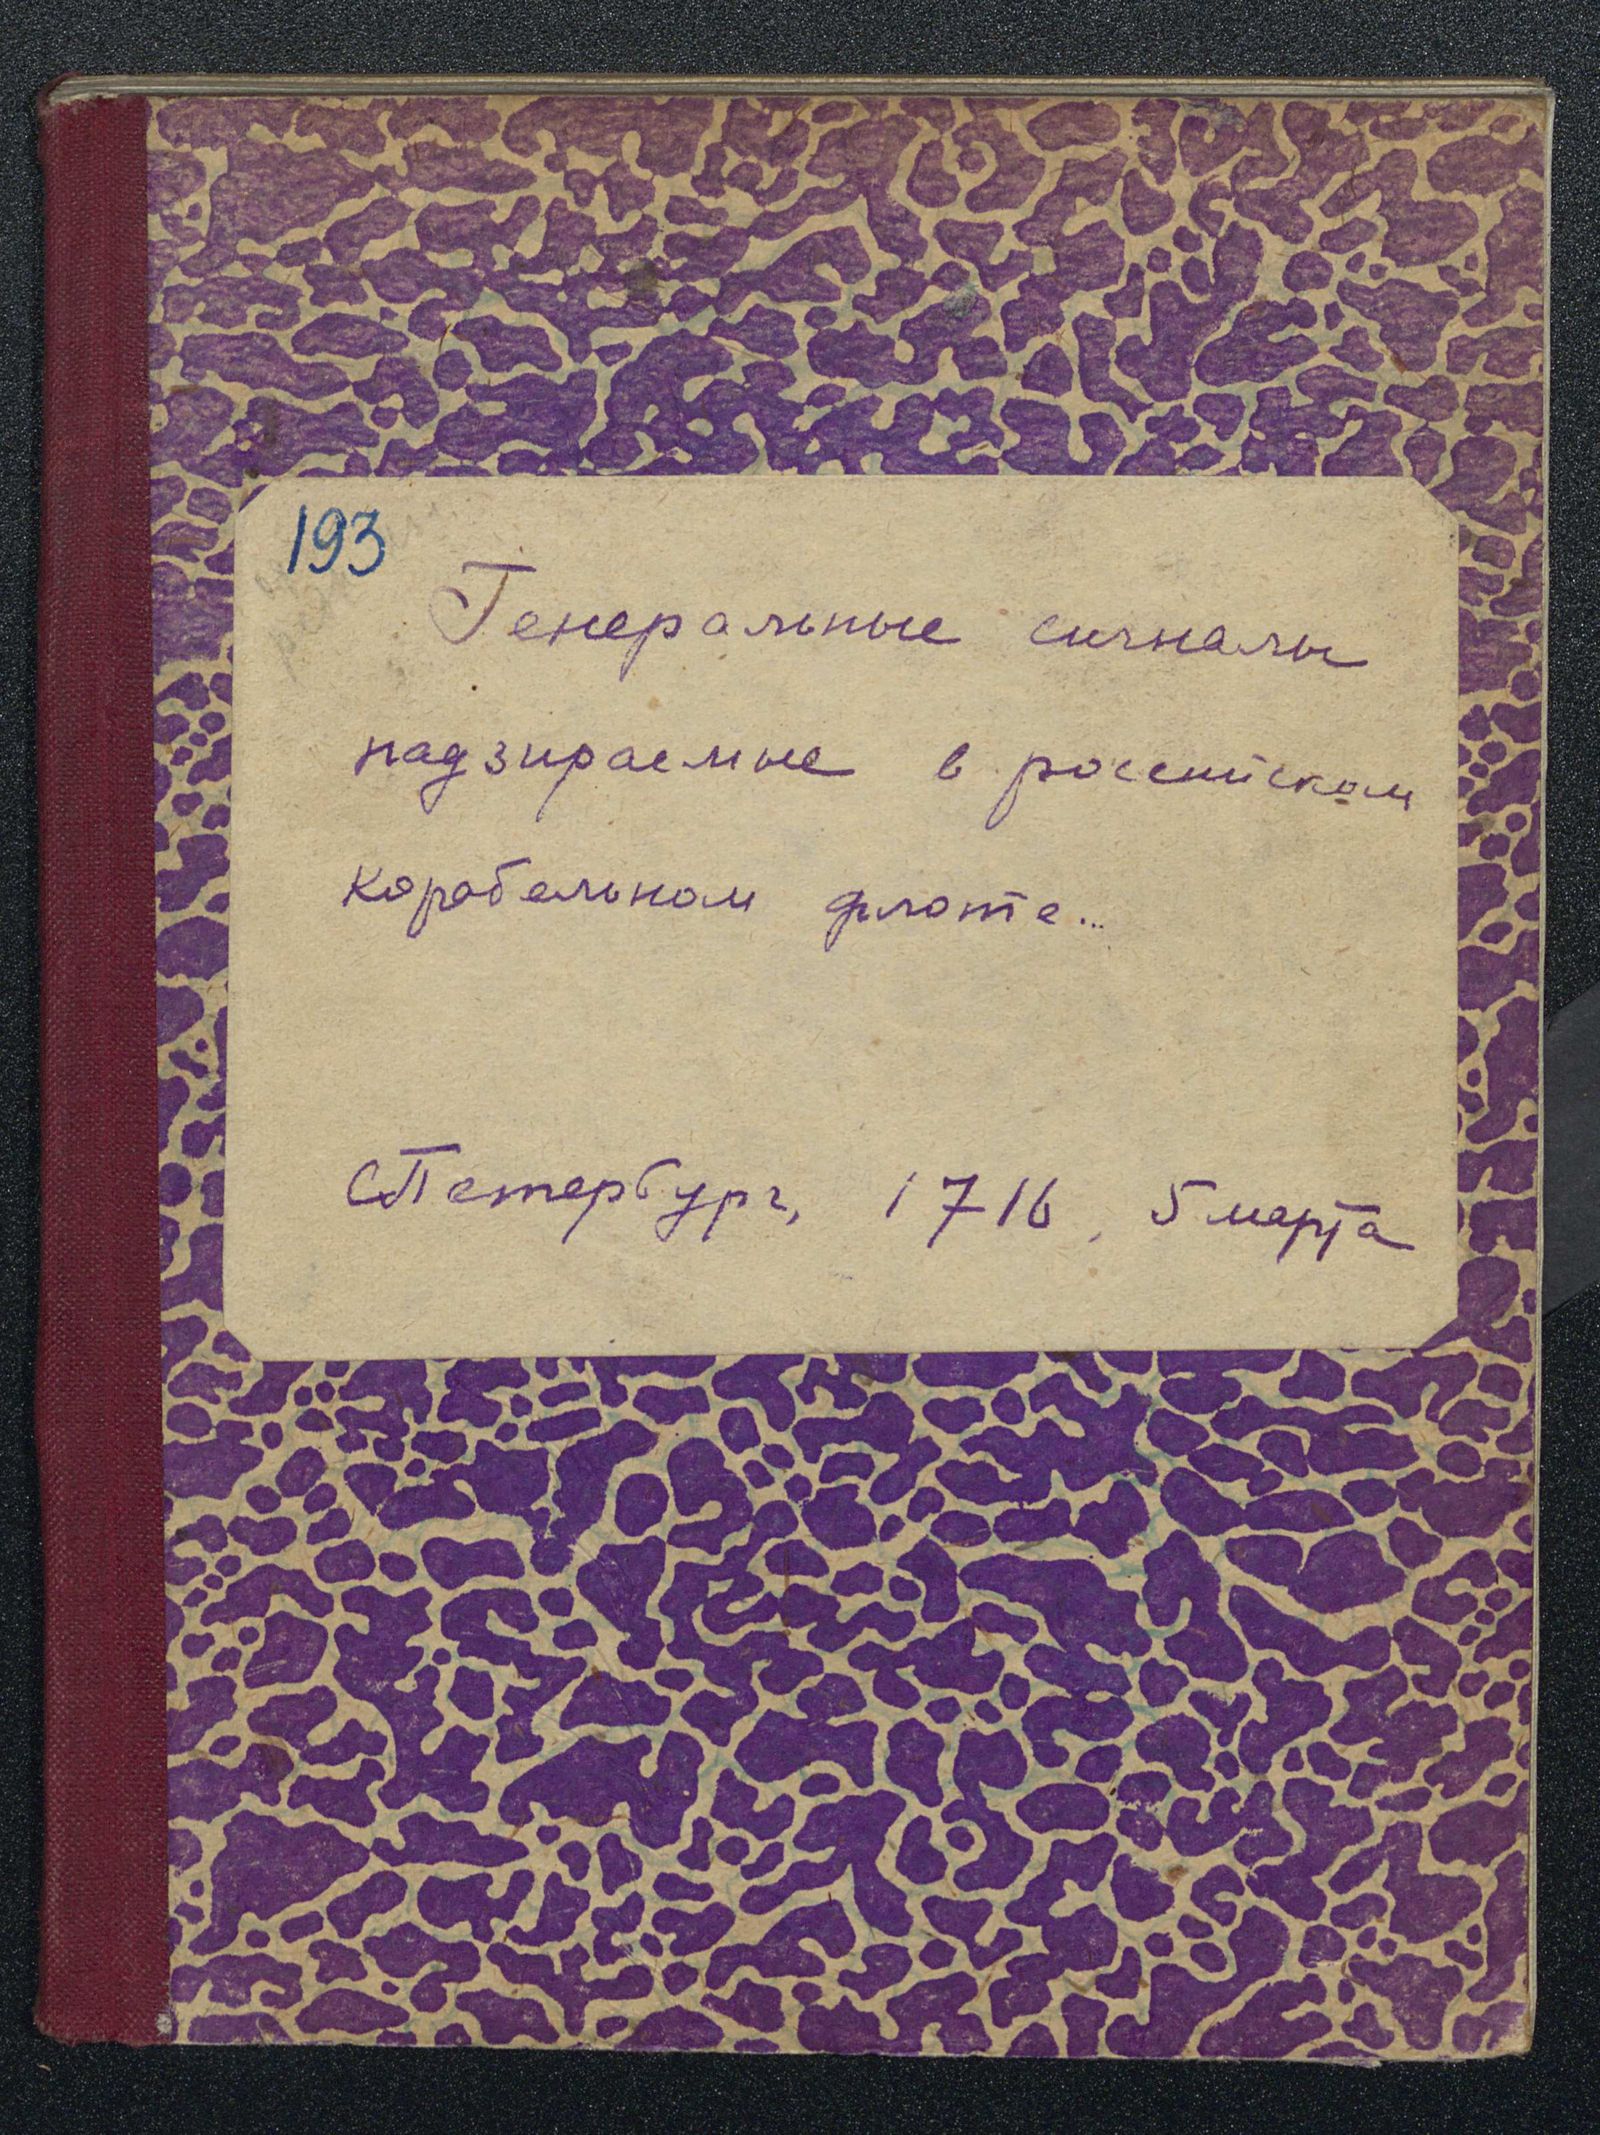 193
Генеральные сигналы
надзираемые в российском
корабельном флоте...
СПетербург, 1716, 5 марта